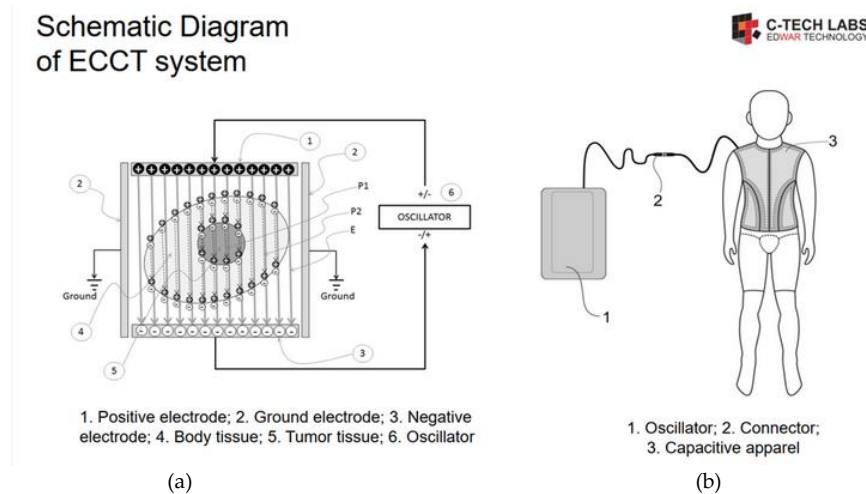 Schematic Diagram
of ECCT system
C-TECH LABS
EDWAR TECHNOLOGY
1
2
2
P1
P2
E
+/-
6
OSCILLATOR
-/+
Ground
Ground
4
5
3
1. Positive electrode; 2. Ground electrode; 3. Negative
electrode; 4. Body tissue; 5. Tumor tissue; 6. Oscillator
(a)
3
2
1
1. Oscillator; 2. Connector;
3. Capacitive apparel
(b)